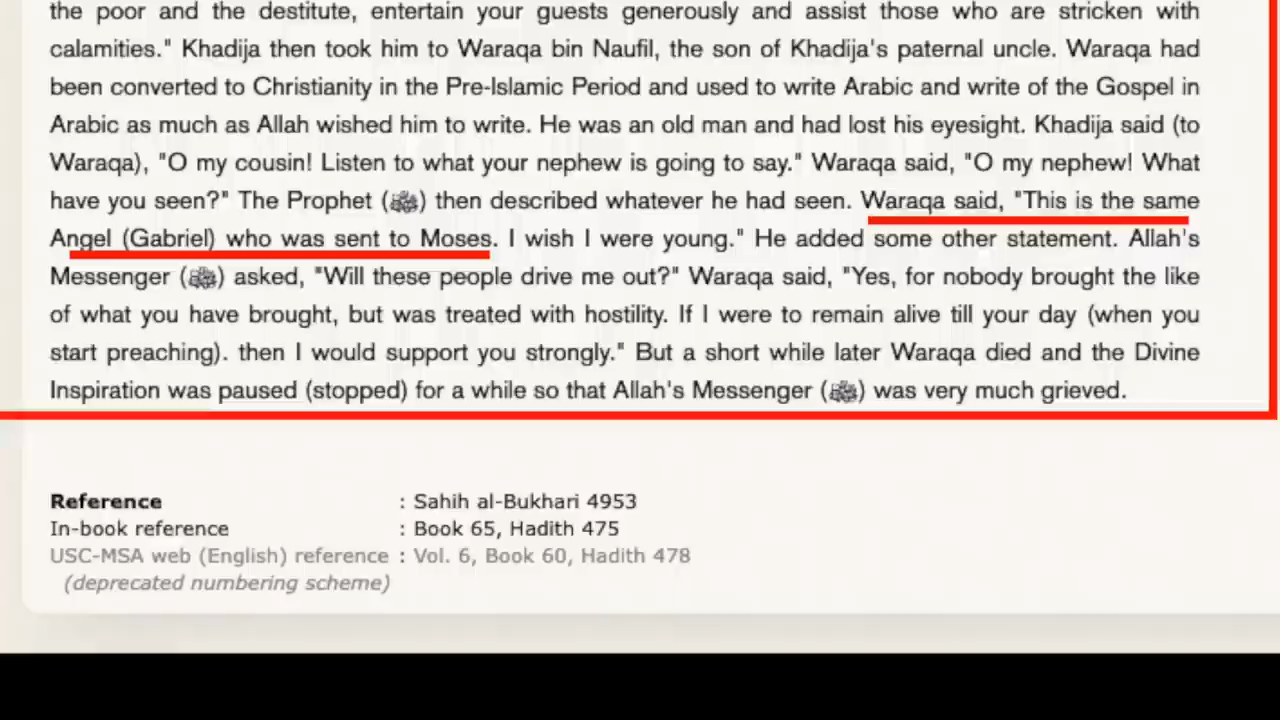 the poor and the destitute, entertain your guests generously and assist those who are stricken with
calamities." Khadija then took him to Waraqa bin Naufil, the son of Khadija's paternal uncle. Waraqa had
been converted to Christianity in the Pre-Islamic Period and used to write Arabic and write of the Gospel in
Arabic as much as Allah wished him to write. He was an old man and had lost his eyesight. Khadija said (to
Waraqa), "O my cousin! Listen to what your nephew is going to say." Waraqa said, "O my nephew! What
have you seen?" The Prophet (ﷺ) then described whatever he had seen. Waraqa said, "This is the same
Angel (Gabriel) who was sent to Moses. I wish I were young." He added some other statement. Allah's
Messenger (ﷺ) asked, "Will these people drive me out?" Waraqa said, "Yes, for nobody brought the like
of what you have brought, but was treated with hostility. If I were to remain alive till your day (when you
start preaching). then I would support you strongly." But a short while later Waraqa died and the Divine
Inspiration was paused (stopped) for a while so that Allah's Messenger (ﷺ) was very much grieved.
Reference : Sahih al-Bukhari 4953
In-book reference : Book 65, Hadith 475
USC-MSA web (English) reference : Vol. 6, Book 60, Hadith 478
(deprecated numbering scheme)